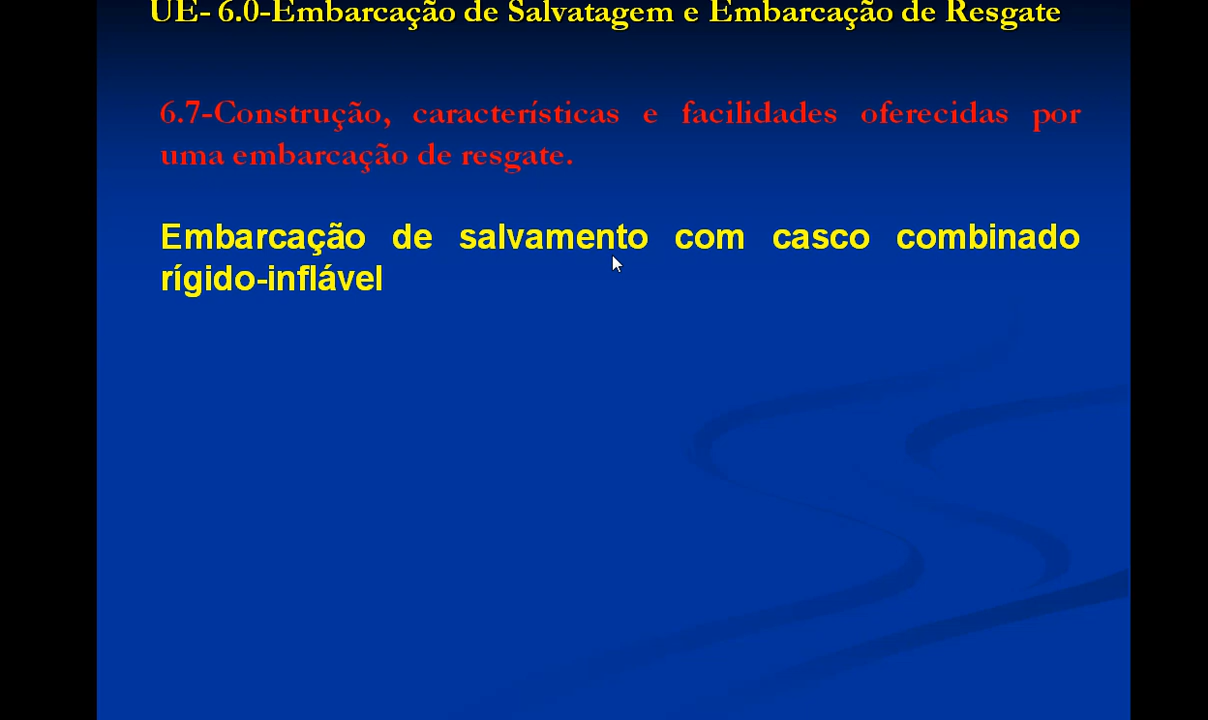 UE- 6.0-Embarcação de Salvatagem e Embarcação de Resgate
6.7-Construção, características e facilidades oferecidas por
uma embarcação de resgate.
Embarcação de salvamento com casco combinado
rígido-inflável